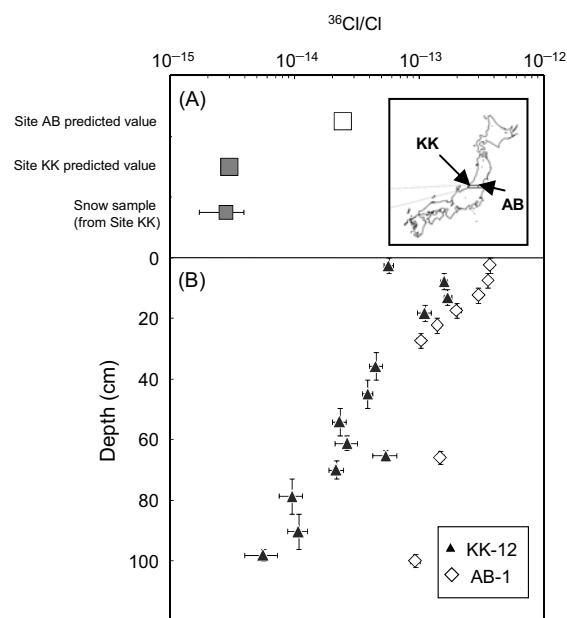 ³⁶Cl/Cl
10⁻¹⁵ 10⁻¹⁴ 10⁻¹³ 10⁻¹²
(A)
Site AB predicted value
Site KK predicted value
Snow sample
(from Site KK)
KK
AB
(B)
0
20
40
60
80
100
Depth (cm)
KK-12
AB-1